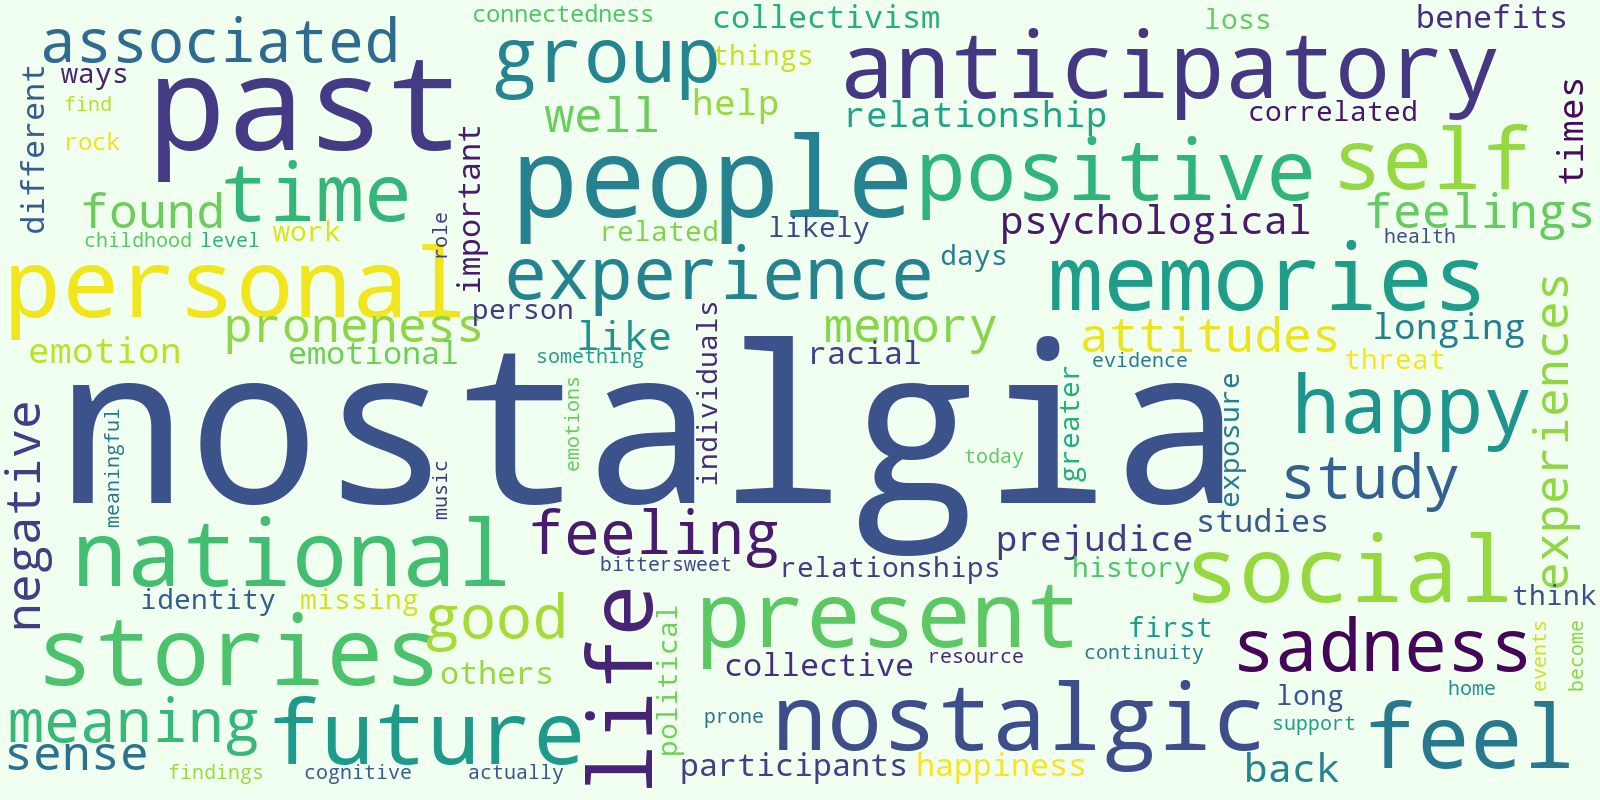 connectedness
collectivism
loss
benefits
associated
group
things
anticipatory
ways
past
different
find
well
help
relationship
correlated
times
rock
important
people
positive
self
time
found
psychological
feelings
childhood
level
work
role
related
likely
health
personal
experience
days
memories
person
proneness
like
memory
attitudes
longing
emotion
emotional
something
individuals
racial
evidence
threat
experiences
nostalgia
emotions
greater
exposure
happy
negative
meaningful
music
today
study
national
feeling
prejudice
studies
bittersweet
relationships
history
social
identity
missing
good
life
present
think
stories
others
political
collective
resource
first
continuity
sadness
events
become
meaning
future
prone
nostalgic
long
home
support
feel
sense
findings
cognitive
actually
participants
happiness
back